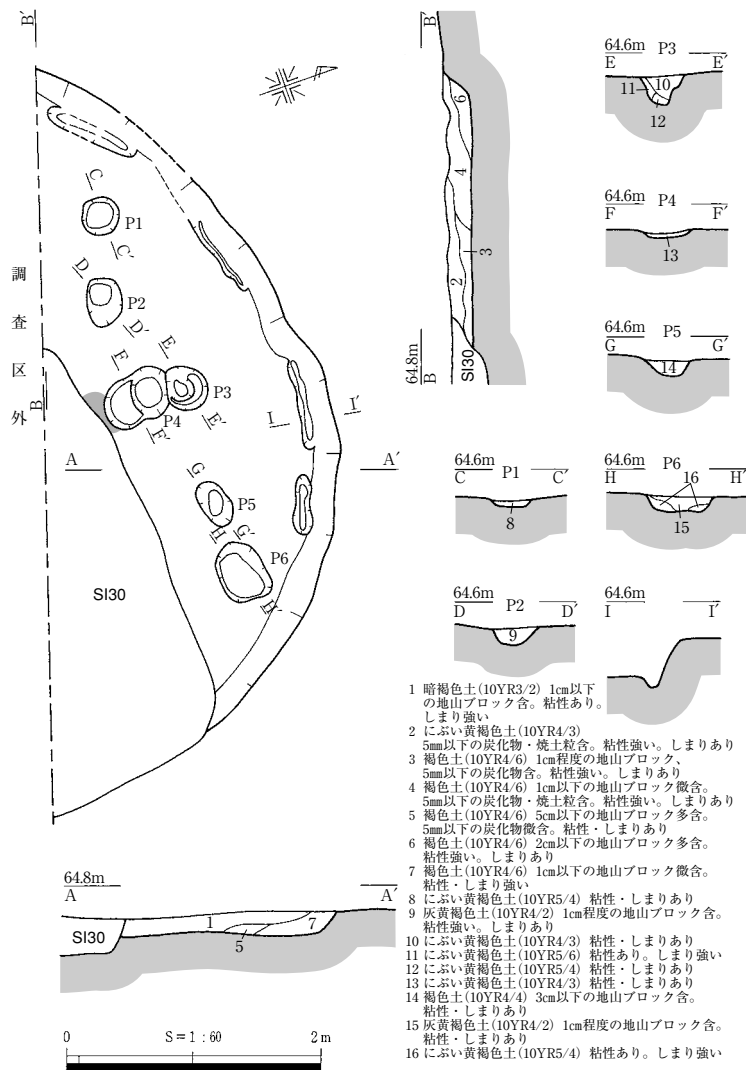 B′
調査区外
B
C
P1
C′
D
P2
D′
E
F
P3
P4
E′
F′
I
I′
A
A′
G
P5
G′
H
P6
H′
SI30
B′
6
4
3
2
SI30
64.8m
B
64.6m P3
E E′
10
11
12
64.6m P4
F F′
13
64.6m P5
G G′
14
64.6m P1
C C′
8
64.6m P6
H H′
16
15
64.6m P2
D D′
9
64.6m
I I′
64.8m
A A′
SI30
1
5
7
0 S=1:60 2m
1 暗褐色土(10YR3/2) 1㎝以下
の地山ブロック含。粘性あり。
しまり強い
2 にぶい黄褐色土(10YR4/3)
5㎜以下の炭化物・焼土粒含。粘性強い。しまりあり
3 褐色土(10YR4/6) 1㎝程度の地山ブロック、
5㎜以下の炭化物含。粘性強い。しまりあり
4 褐色土(10YR4/6) 1㎝以下の地山ブロック微含。
5㎜以下の炭化物・焼土粒含。粘性強い。しまりあり
5 褐色土(10YR4/6) 5㎝以下の地山ブロック多含。
5㎜以下の炭化物微含。粘性・しまりあり
6 褐色土(10YR4/6) 2㎝以下の地山ブロック多含。
粘性強い。しまりあり
7 褐色土(10YR4/6) 1㎝以下の地山ブロック微含。
粘性・しまり強い
8 にぶい黄褐色土(10YR5/4) 粘性・しまりあり
9 灰黄褐色土(10YR4/2) 1㎝程度の地山ブロック含。
粘性強い。しまりあり
10 にぶい黄褐色土(10YR4/3) 粘性・しまりあり
11 にぶい黄褐色土(10YR5/6) 粘性あり。しまり強い
12 にぶい黄褐色土(10YR5/4) 粘性・しまりあり
13 にぶい黄褐色土(10YR4/3) 粘性・しまりあり
14 褐色土(10YR4/4) 3㎝以下の地山ブロック含。
粘性・しまりあり
15 灰黄褐色土(10YR4/2) 1㎝程度の地山ブロック含。
粘性・しまりあり
16 にぶい黄褐色土(10YR5/4) 粘性あり。しまり強い